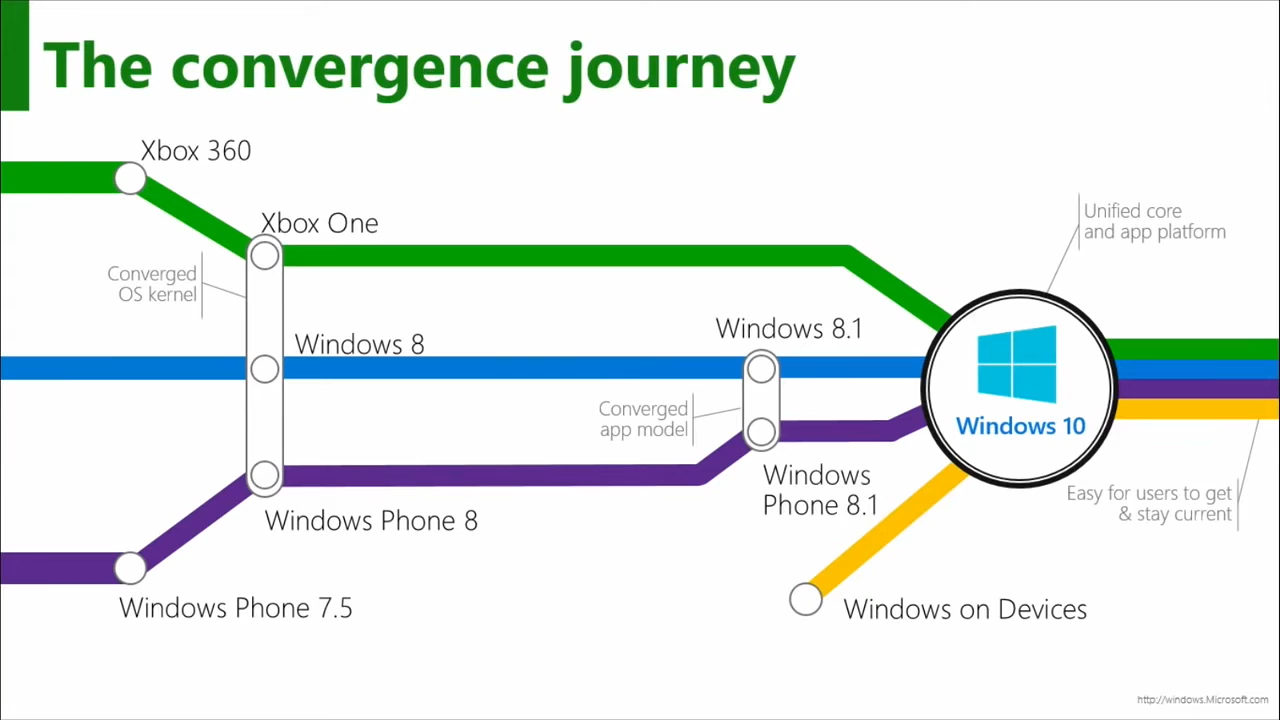 The convergence journey
Xbox 360
Xbox One
Converged
OS kernel
Windows 8
Windows Phone 8
Windows Phone 7.5
Windows 8.1
Converged
app model
Windows
Phone 8.1
Unified core
and app platform
Windows 10
Easy for users to get
& stay current
Windows on Devices
http://windows.Microsoft.com